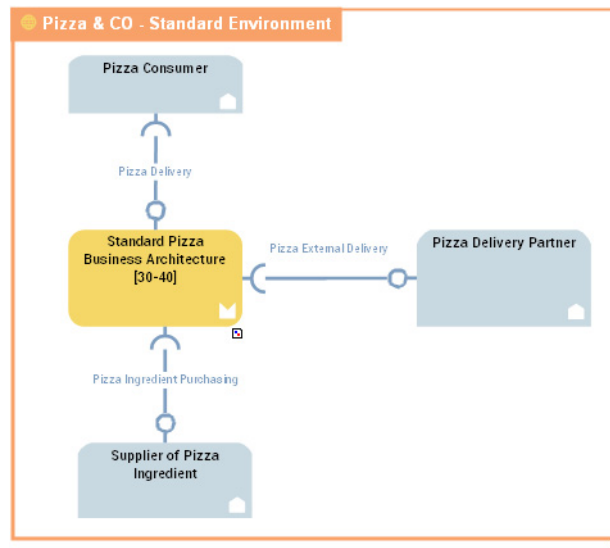 Pizza & CO - Standard Environment
Pizza Consumer
Pizza Delivery
Standard Pizza
Business Architecture
[30-40]
Pizza External Delivery
Pizza Delivery Partner
Pizza Ingredient Purchasing
Supplier of Pizza
Ingredient